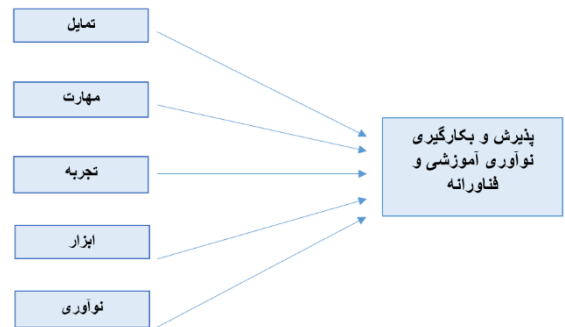 تمایل
مهارت
تجربه
ابزار
نوآوری
پذیرش و بکارگیری
نوآوری آموزشی و
فناورانه